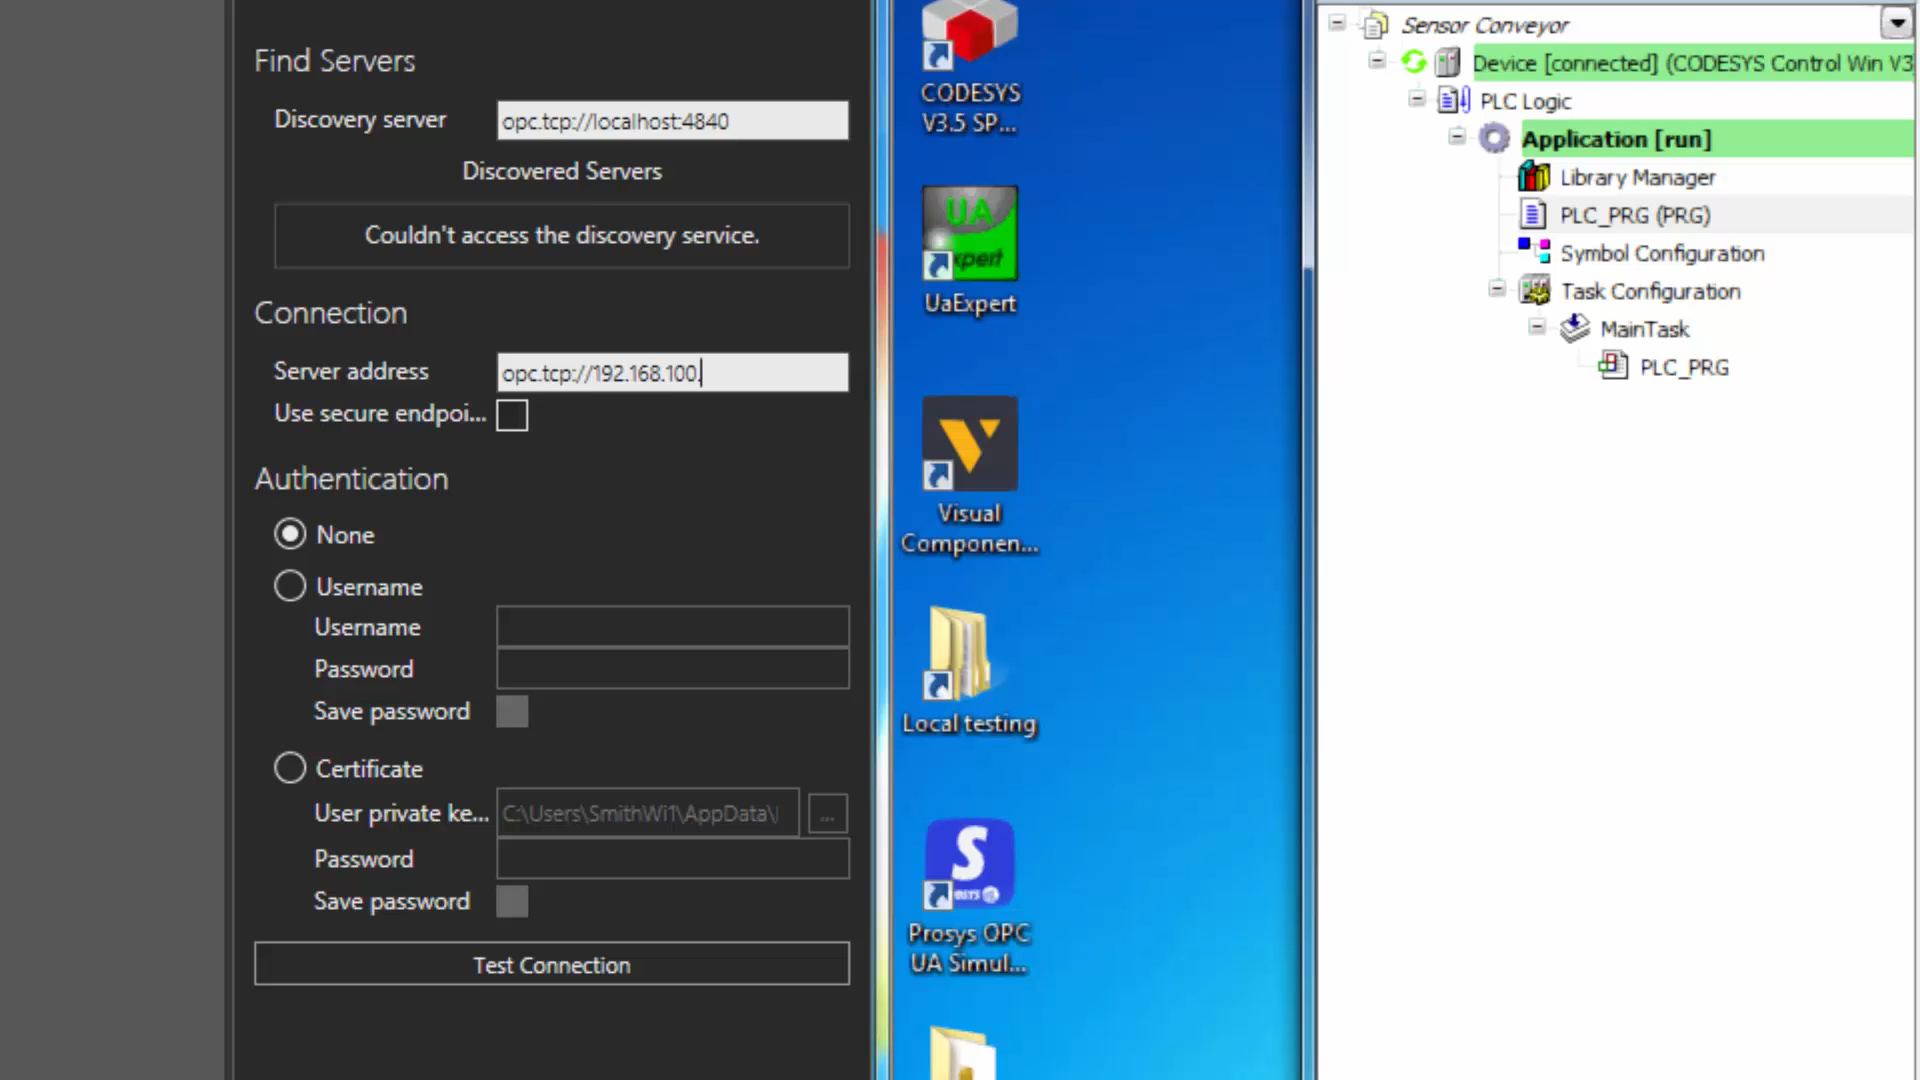 Find Servers
Discovery server
opc.tcp://localhost:4840
Discovered Servers
Couldn't access the discovery service.
Connection
Server address
opc.tcp://192.168.100.
Use secure endpoi...
Authentication
None
Username
Username
Password
Save password
Certificate
User private ke...
C:\Users\SmithWi1\AppData\
...
Password
Save password
Test Connection
CODESYS
V3.5 SP...
UA
xpert
UaExpert
Visual
Componen...
Local testing
S
Prosys OPC
UA Simul...
Sensor Conveyor
Device [connected] (CODESYS Control Win V3
PLC Logic
Application [run]
Library Manager
PLC_PRG (PRG)
Symbol Configuration
Task Configuration
MainTask
PLC_PRG